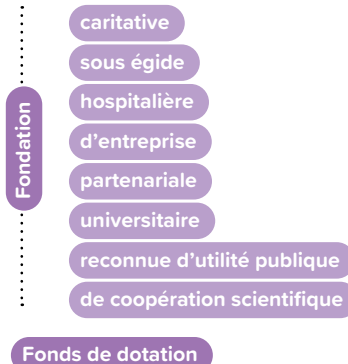 Fondation
caritative
sous égide
hospitalière
d'entreprise
partenariale
universitaire
reconnue d'utilité publique
de coopération scientifique
Fonds de dotation